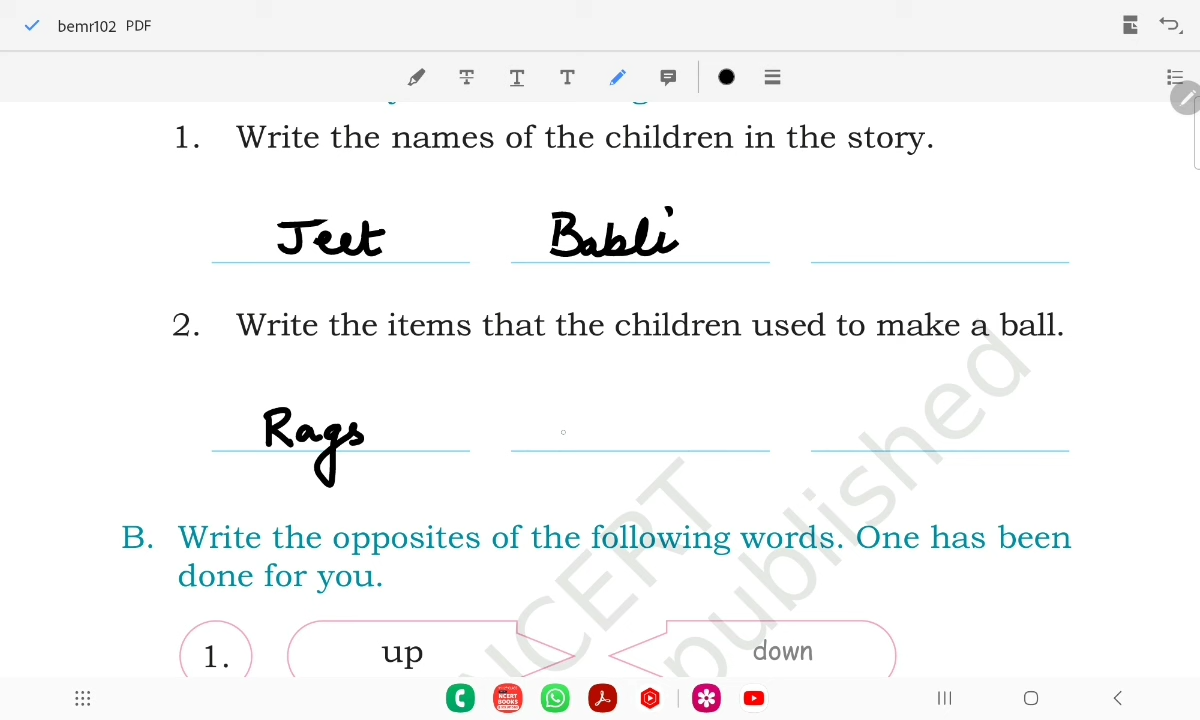 bemr102 PDF
1. Write the names of the children in the story.
Jeet Babli
2. Write the items that the children used to make a ball.
Rags
B. Write the opposites of the following words. One has been
done for you.
1. up down
NCERT
published